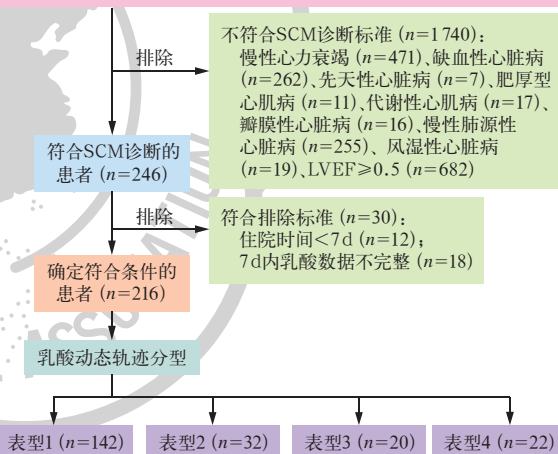 排除
不符合SCM诊断标准 (n=1 740)：
慢性心力衰竭 (n=471)、缺血性心脏病
(n=262)、先天性心脏病 (n=7)、肥厚型
心肌病 (n=11)、代谢性心肌病 (n=17)、
瓣膜性心脏病 (n=16)、慢性肺源性
心脏病 (n=255)、 风湿性心脏病
(n=19)、LVEF≥0.5 (n=682)
符合SCM诊断的
患者 (n=246)
排除
符合排除标准 (n=30)：
住院时间<7 d (n=12)；
7 d内乳酸数据不完整 (n=18)
确定符合条件的
患者 (n=216)
乳酸动态轨迹分型
表型1 (n=142)
表型2 (n=32)
表型3 (n=20)
表型4 (n=22)